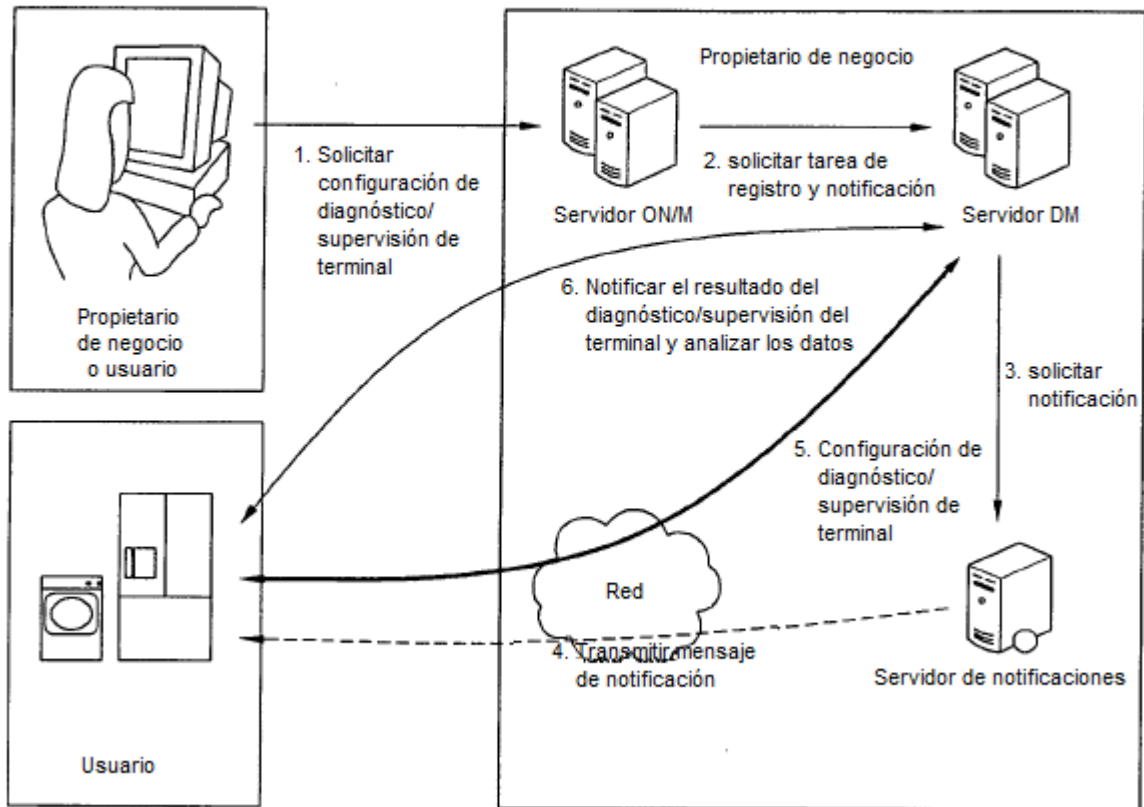 Propietario de negocio
1. Solicitar
configuración de
diagnóstico/
supervisión de
terminal
2. solicitar tarea de
registro y notificación
Servidor ON/M
Servidor DM
6. Notificar el resultado del
diagnóstico/supervisión del
terminal y analizar los datos
Propietario
de negocio
o usuario
3. solicitar
notificación
5. Configuración de
diagnóstico/
supervisión de
terminal
Red
4. Transmitir mensaje
de notificación
Servidor de notificaciones
Usuario